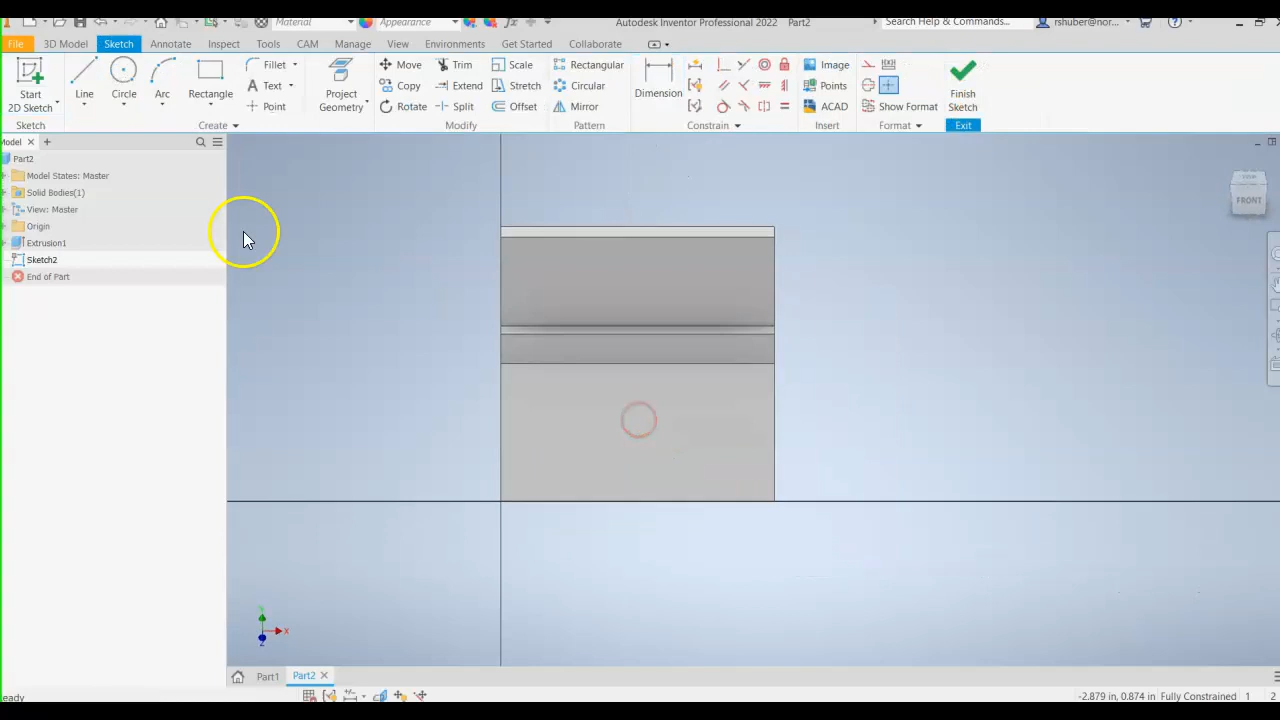 Material
Appearance
Autodesk Inventor Professional 2022 Part2
Search Help & Commands...
rshuber@nor...
File
3D Model
Sketch
Annotate
Inspect
Tools
CAM
Manage
View
Environments
Get Started
Collaborate
Start
2D Sketch
Line
Circle
Arc
Rectangle
Fillet
Text
Point
Project
Geometry
Move
Copy
Rotate
Trim
Extend
Split
Scale
Stretch
Offset
Rectangular
Circular
Mirror
Dimension
Image
Points
ACAD
Show Format
Finish
Sketch
Sketch
Create
Modify
Pattern
Constrain
Insert
Format
Exit
Model
Part2
Model States: Master
Solid Bodies(1)
View: Master
Origin
Extrusion1
Sketch2
End of Part
TOP
FRONT
Y
X
Z
Part1
Part2
eady
-2.879 in, 0.874 in Fully Constrained 1 2